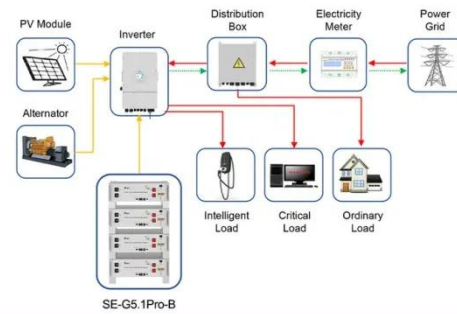 PV Module
Inverter
Distribution
Box
Electricity
Meter
Power
Grid
Alternator
Intelligent
Load
Critical
Load
Ordinary
Load
SE-G5.1Pro-B